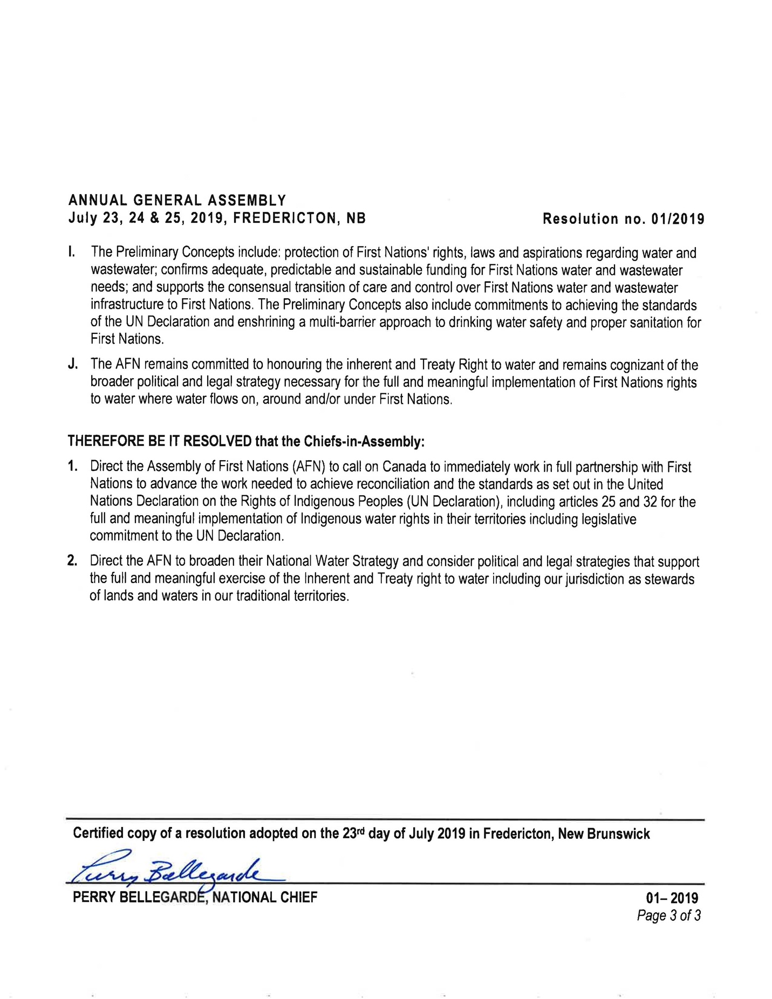 ANNUAL GENERAL ASSEMBLY
July 23, 24 & 25, 2019, FREDERICTON, NB Resolution no. 01/2019
I. The Preliminary Concepts include: protection of First Nations' rights, laws and aspirations regarding water and
wastewater; confirms adequate, predictable and sustainable funding for First Nations water and wastewater
needs; and supports the consensual transition of care and control over First Nations water and wastewater
infrastructure to First Nations. The Preliminary Concepts also include commitments to achieving the standards
of the UN Declaration and enshrining a multi-barrier approach to drinking water safety and proper sanitation for
First Nations.
J. The AFN remains committed to honouring the inherent and Treaty Right to water and remains cognizant of the
broader political and legal strategy necessary for the full and meaningful implementation of First Nations rights
to water where water flows on, around and/or under First Nations.
THEREFORE BE IT RESOLVED that the Chiefs-in-Assembly:
1. Direct the Assembly of First Nations (AFN) to call on Canada to immediately work in full partnership with First
Nations to advance the work needed to achieve reconciliation and the standards as set out in the United
Nations Declaration on the Rights of Indigenous Peoples (UN Declaration), including articles 25 and 32 for the
full and meaningful implementation of Indigenous water rights in their territories including legislative
commitment to the UN Declaration.
2. Direct the AFN to broaden their National Water Strategy and consider political and legal strategies that support
the full and meaningful exercise of the Inherent and Treaty right to water including our jurisdiction as stewards
of lands and waters in our traditional territories.
Certified copy of a resolution adopted on the 23rd day of July 2019 in Fredericton, New Brunswick
Perry Bellegarde
PERRY BELLEGARDE, NATIONAL CHIEF 01– 2019
Page 3 of 3